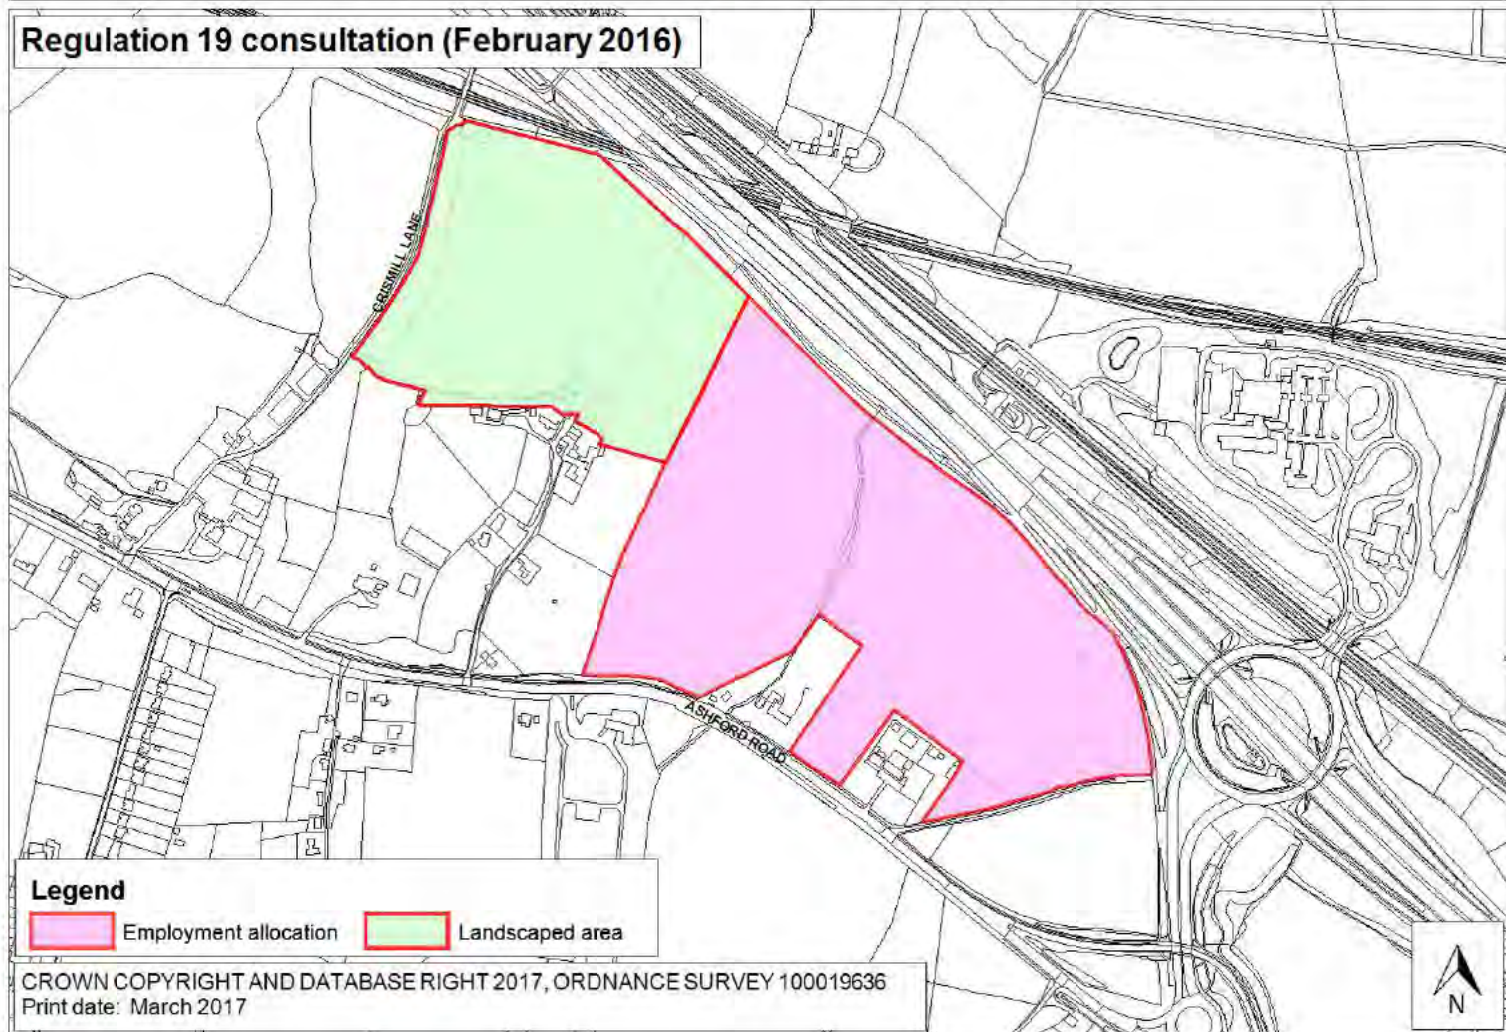 Regulation 19 consultation (February 2016)
CRISMILL LANE
ASHFORD ROAD
Legend
Employment allocation
Landscaped area
CROWN COPYRIGHT AND DATABASE RIGHT 2017, ORDNANCE SURVEY 100019636
Print date: March 2017
N